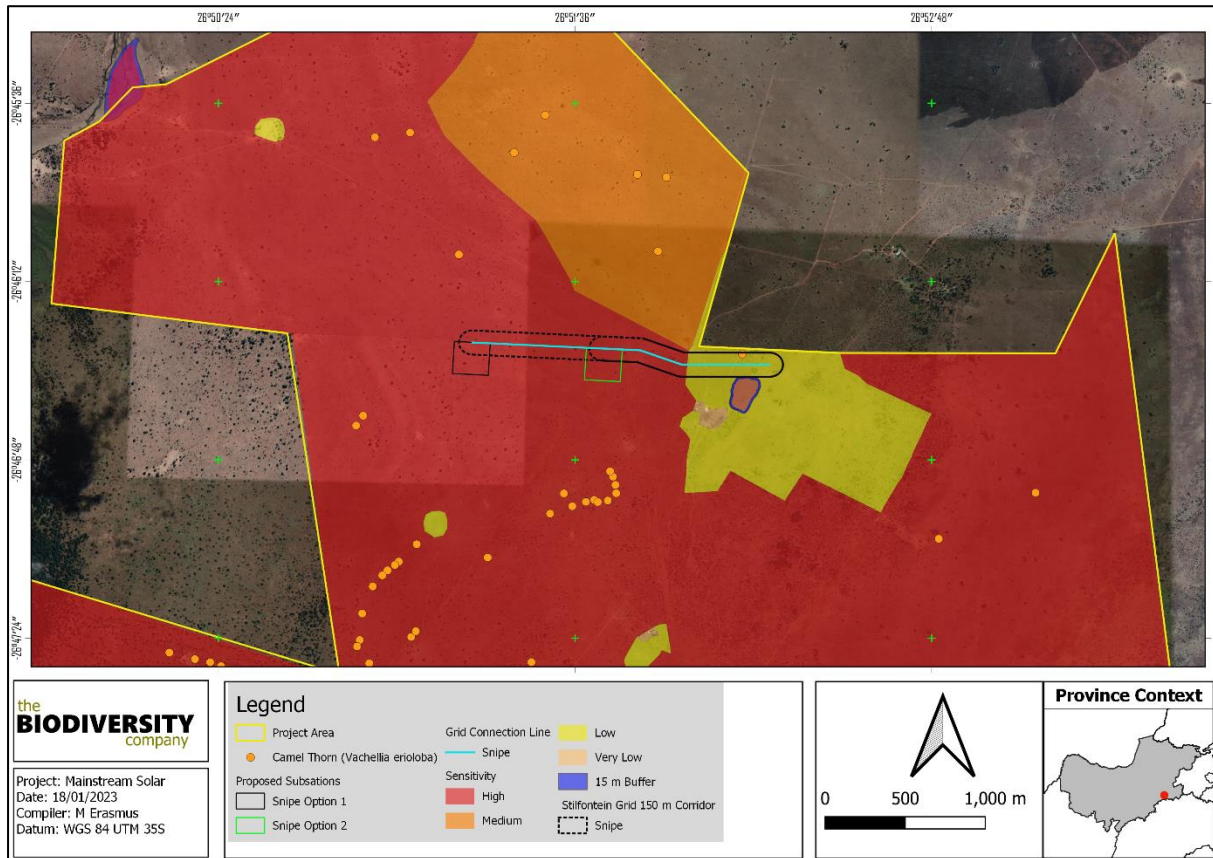 26°50'24"
26°51'36"
26°52'48"
-26°45'36"
-26°46'12"
-26°46'48"
-26°47'24"
the
BIODIVERSITY
company
Project: Mainstream Solar
Date: 18/01/2023
Compiler: M Erasmus
Datum: WGS 84 UTM 35S
Legend
Project Area
Camel Thorn (Vachellia erioloba)
Proposed Subsations
Snipe Option 1
Snipe Option 2
Grid Connection Line
Snipe
Sensitivity
High
Medium
Low
Very Low
15 m Buffer
Stilfontein Grid 150 m Corridor
Snipe
0 500 1,000 m
Province Context